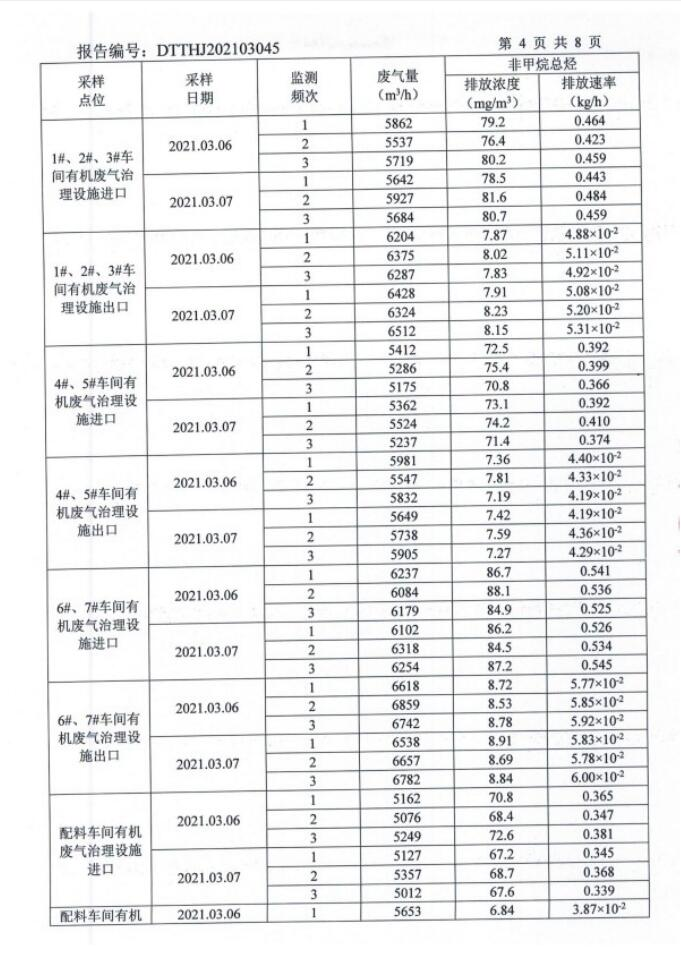 报告编号：DTTHJ202103045
第 4 页 共 8 页
采样点位 采样日期 监测频次 废气量（m³/h） 非甲烷总烃
排放浓度（mg/m³） 排放速率（kg/h）
1#、2#、3#车间有机废气治理设施进口 2021.03.06 1 5862 79.2 0.464
2 5537 76.4 0.423
3 5719 80.2 0.459
2021.03.07 1 5642 78.5 0.443
2 5927 81.6 0.484
3 5684 80.7 0.459
1#、2#、3#车间有机废气治理设施出口 2021.03.06 1 6204 7.87 4.88×10⁻²
2 6375 8.02 5.11×10⁻²
3 6287 7.83 4.92×10⁻²
2021.03.07 1 6428 7.91 5.08×10⁻²
2 6324 8.23 5.20×10⁻²
3 6512 8.15 5.31×10⁻²
4#、5#车间有机废气治理设施进口 2021.03.06 1 5412 72.5 0.392
2 5286 75.4 0.399
3 5175 70.8 0.366
2021.03.07 1 5362 73.1 0.392
2 5524 74.2 0.410
3 5237 71.4 0.374
4#、5#车间有机废气治理设施出口 2021.03.06 1 5981 7.36 4.40×10⁻²
2 5547 7.81 4.33×10⁻²
3 5832 7.19 4.19×10⁻²
2021.03.07 1 5649 7.42 4.19×10⁻²
2 5738 7.59 4.36×10⁻²
3 5905 7.27 4.29×10⁻²
6#、7#车间有机废气治理设施进口 2021.03.06 1 6237 86.7 0.541
2 6084 88.1 0.536
3 6179 84.9 0.525
2021.03.07 1 6102 86.2 0.526
2 6318 84.5 0.534
3 6254 87.2 0.545
6#、7#车间有机废气治理设施出口 2021.03.06 1 6618 8.72 5.77×10⁻²
2 6859 8.53 5.85×10⁻²
3 6742 8.78 5.92×10⁻²
2021.03.07 1 6538 8.91 5.83×10⁻²
2 6657 8.69 5.78×10⁻²
3 6782 8.84 6.00×10⁻²
配料车间有机废气治理设施进口 2021.03.06 1 5162 70.8 0.365
2 5076 68.4 0.347
3 5249 72.6 0.381
2021.03.07 1 5127 67.2 0.345
2 5357 68.7 0.368
3 5012 67.6 0.339
配料车间有机 2021.03.06 1 5653 6.84 3.87×10⁻²